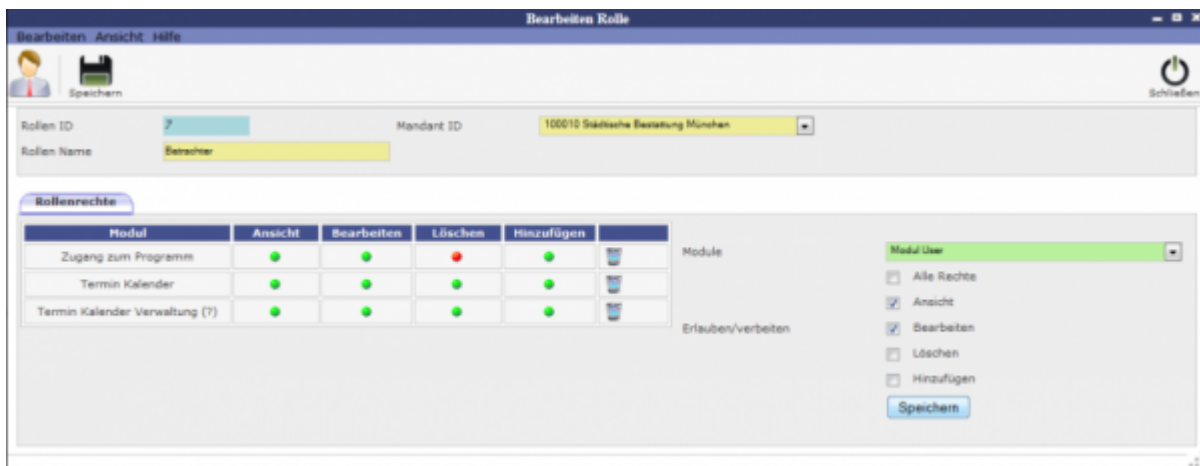 Bearbeiten Rolle
Bearbeiten Ansicht Hilfe
Speichern
Schließen
Rollen ID 7 Mandant ID 100010 Städtische Bestattung München
Rollen Name Betrachter
Rollenrechte
Modul Ansicht Bearbeiten Löschen Hinzufügen
Zugang zum Programm
Termin Kalender
Termin Kalender Verwaltung (?)
Module Modul User
Alle Rechte
Ansicht
Erlauben/verbeiten
Bearbeiten
Löschen
Hinzufügen
Speichern